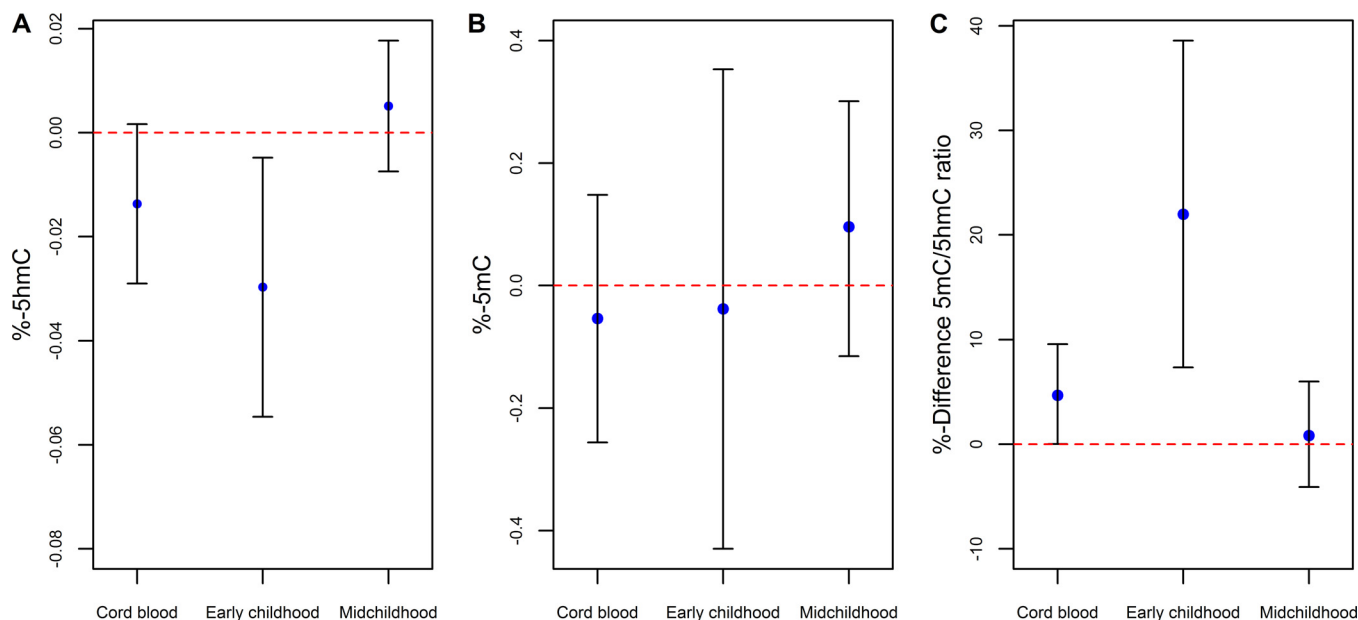 A
%-5hmC
0.02
0.00
-0.02
-0.04
-0.06
-0.08
Cord blood
Early childhood
Midchildhood
B
%-5mC
0.4
0.2
0.0
-0.2
-0.4
Cord blood
Early childhood
Midchildhood
C
%-Difference 5mC/5hmC ratio
40
30
20
10
0
-10
Cord blood
Early childhood
Midchildhood